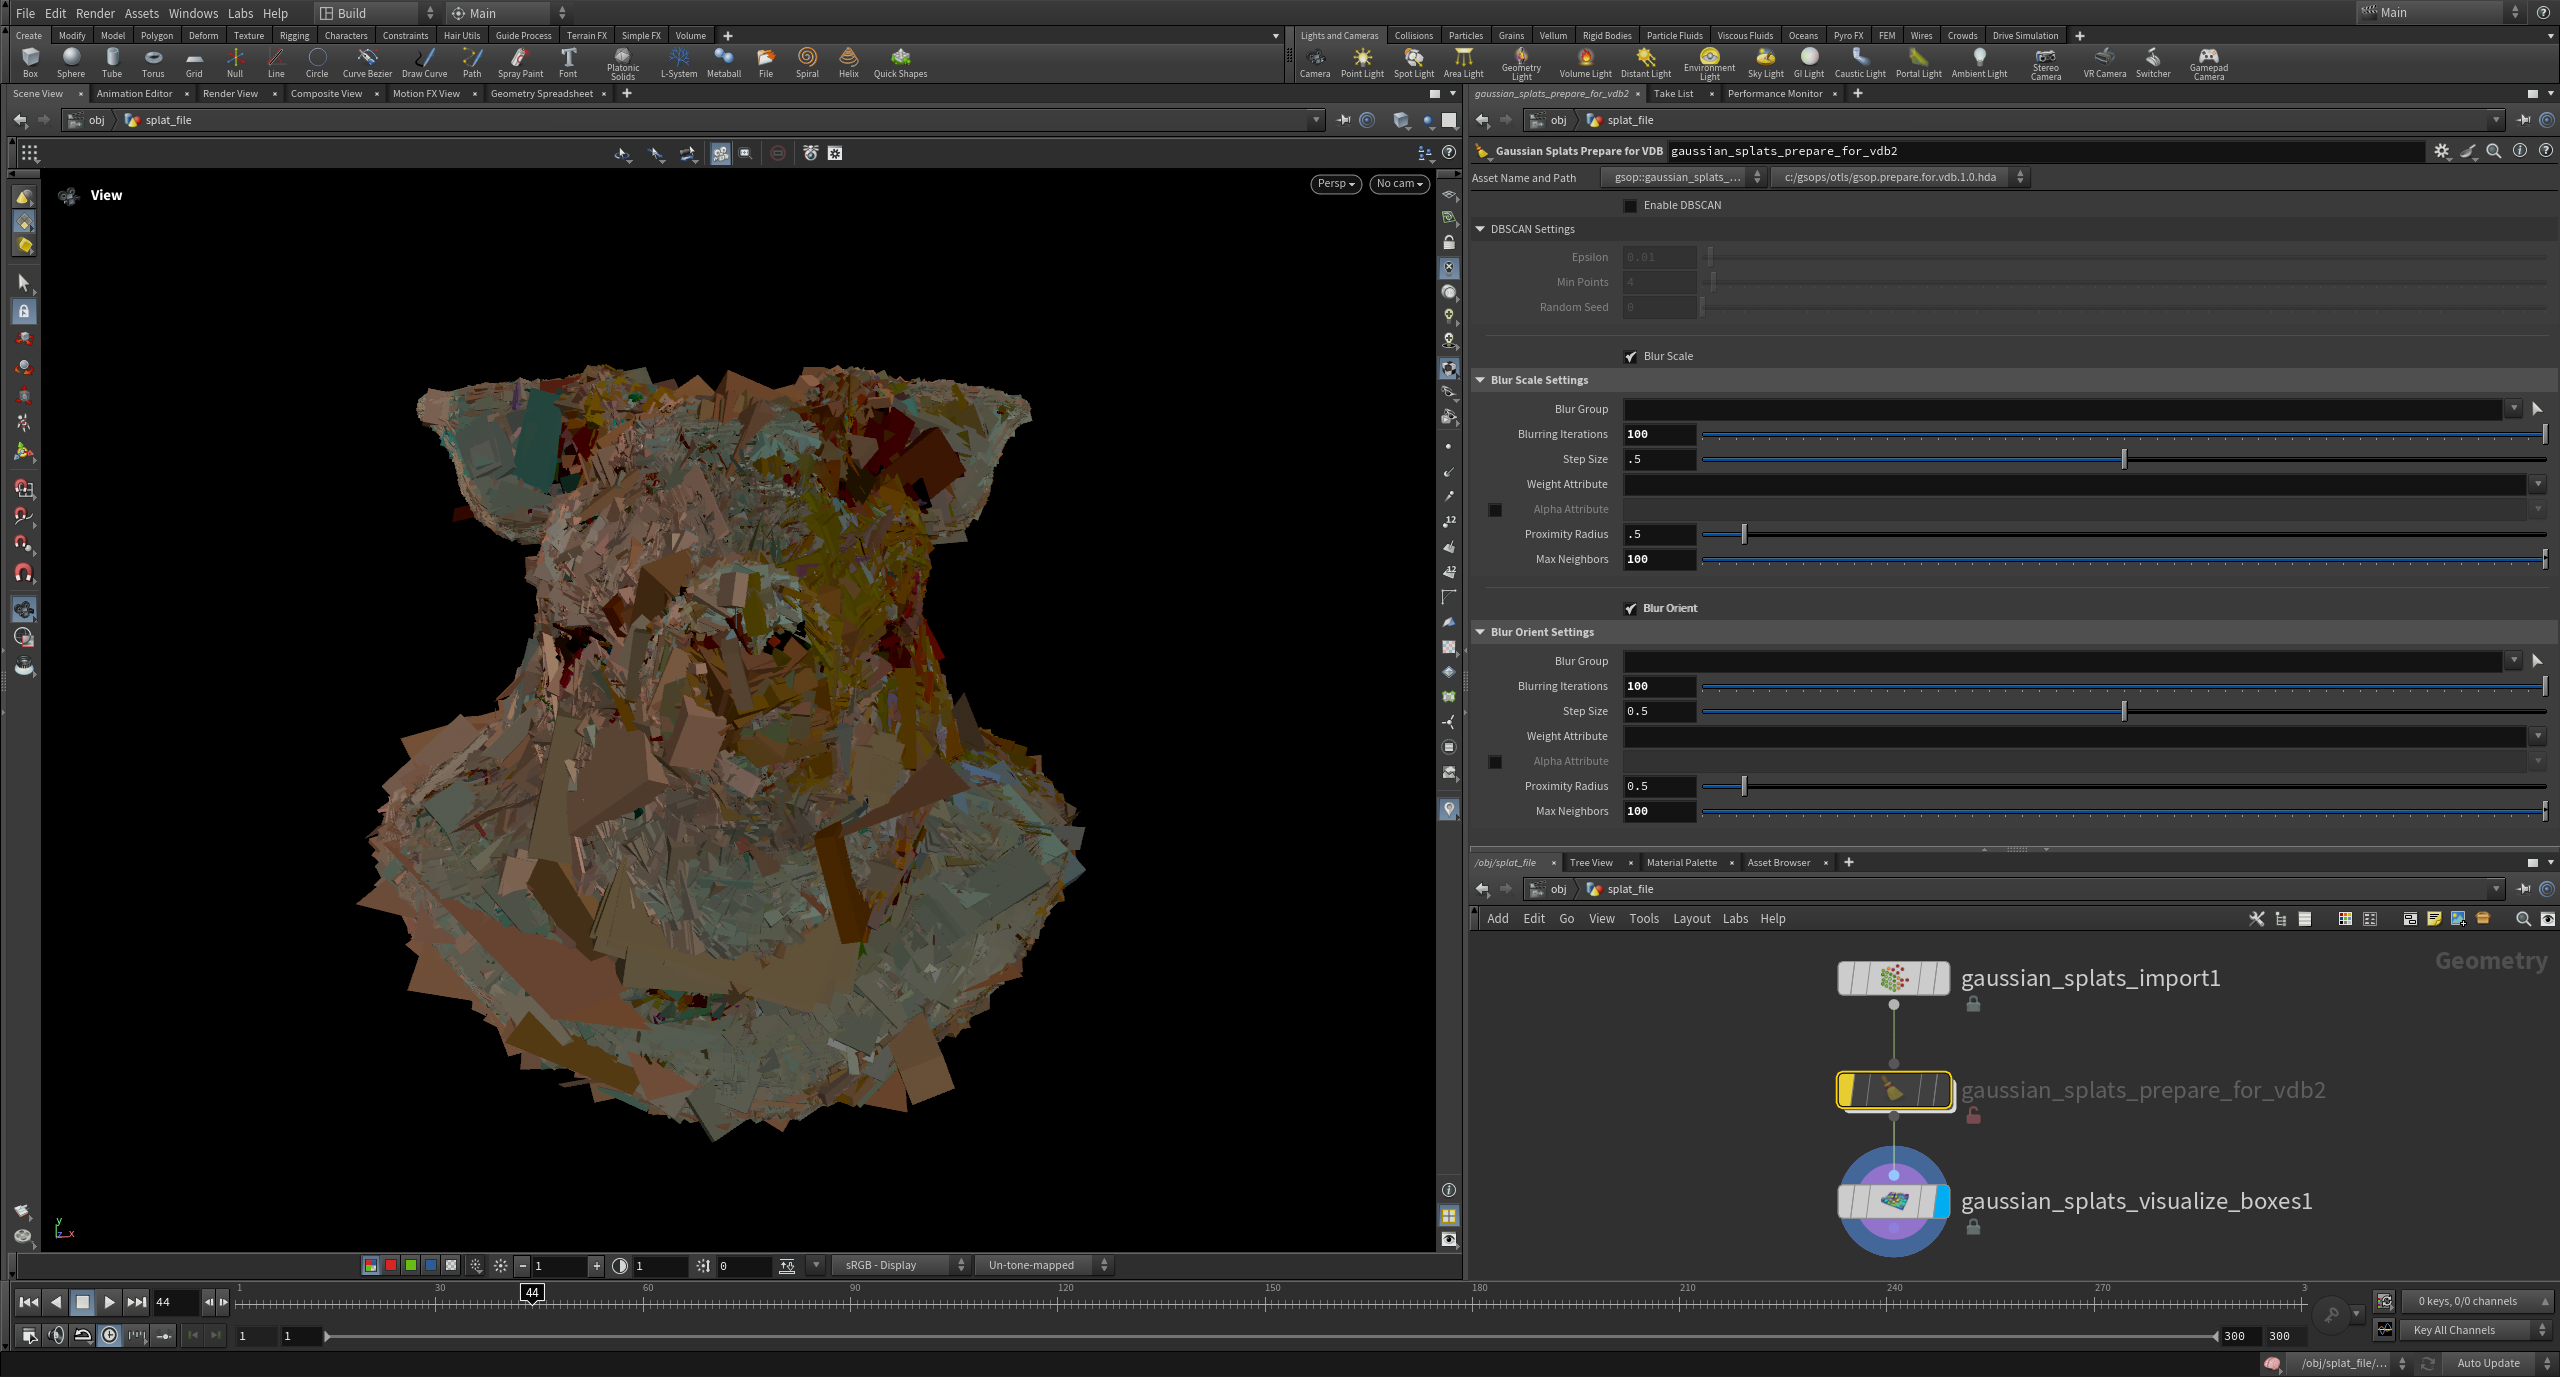 File Edit Render Assets Windows Labs Help Build Main Main
Create Modify Model Polygon Deform Texture Rigging Characters Constraints Hair Utils Guide Process Terrain FX Simple FX Volume
Lights and Cameras Collisions Particles Grains Vellum Rigid Bodies Particle Fluids Viscous Fluids Oceans Pyro FX FEM Wires Crowds Drive Simulation
Box Sphere Tube Torus Grid Null Line Circle Curve Bezier Draw Curve Path Spray Paint Font Platonic Solids L-System Metaball File Spiral Helix Quick Shapes
Camera Point Light Spot Light Area Light Geometry Light Volume Light Distant Light Environment Light Sky Light GI Light Caustic Light Portal Light Ambient Light Stereo Camera VR Camera Switcher Gamepad Camera
Scene View Animation Editor Render View Composite View Motion FX View Geometry Spreadsheet
obj splat_file
View
Persp No cam
y
z x
1 1 0 sRGB - Display Un-tone-mapped
gaussian_splats_prepare_for_vdb2 Take List Performance Monitor
obj splat_file
Gaussian Splats Prepare for VDB gaussian_splats_prepare_for_vdb2
Asset Name and Path gsop::gaussian_splats_... c:/gsops/otls/gsop.prepare.for.vdb.1.0.hda
Enable DBSCAN
DBSCAN Settings
Epsilon 0.01
Min Points 4
Random Seed 0
Blur Scale
Blur Scale Settings
Blur Group
Blurring Iterations 100
Step Size .5
Weight Attribute
Alpha Attribute
Proximity Radius .5
Max Neighbors 100
Blur Orient
Blur Orient Settings
Blur Group
Blurring Iterations 100
Step Size 0.5
Weight Attribute
Alpha Attribute
Proximity Radius 0.5
Max Neighbors 100
/obj/splat_file Tree View Material Palette Asset Browser
obj splat_file
Add Edit Go View Tools Layout Labs Help
Geometry
gaussian_splats_import1
gaussian_splats_prepare_for_vdb2
gaussian_splats_visualize_boxes1
44 1 30 44 60 90 120 150 180 210 240 270 3
0 keys, 0/0 channels
1 1 300 300 Key All Channels
/obj/splat_file/... Auto Update